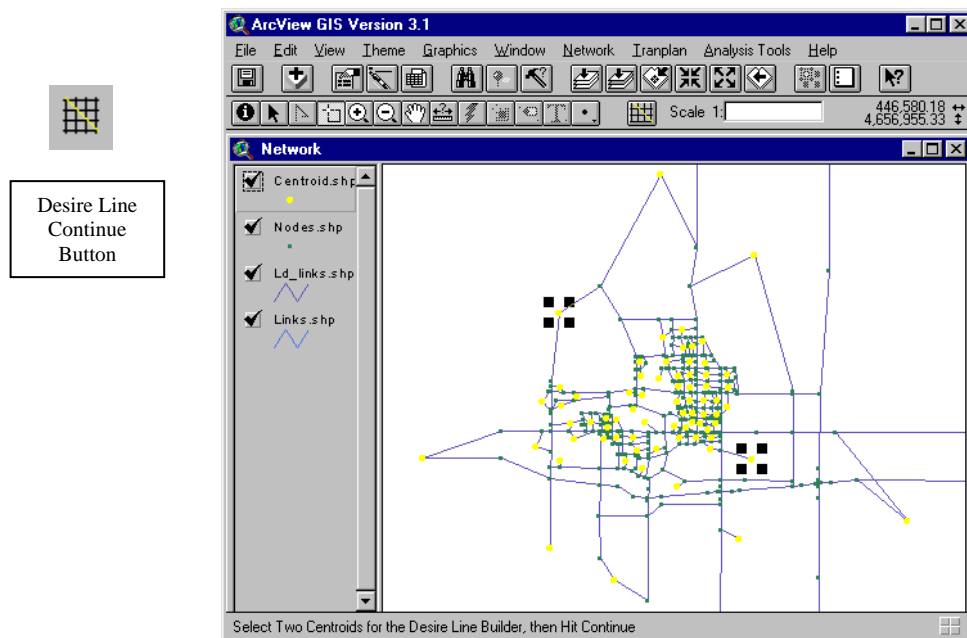 Desire Line
Continue
Button
ArcView GIS Version 3.1
File Edit View Theme Graphics Window Network Tranplan Analysis Tools Help
Scale 1:
446,580.18
4,656,955.33
Network
Centroid.shp
Nodes.shp
Ld_links.shp
Links.shp
Select Two Centroids for the Desire Line Builder, then Hit Continue